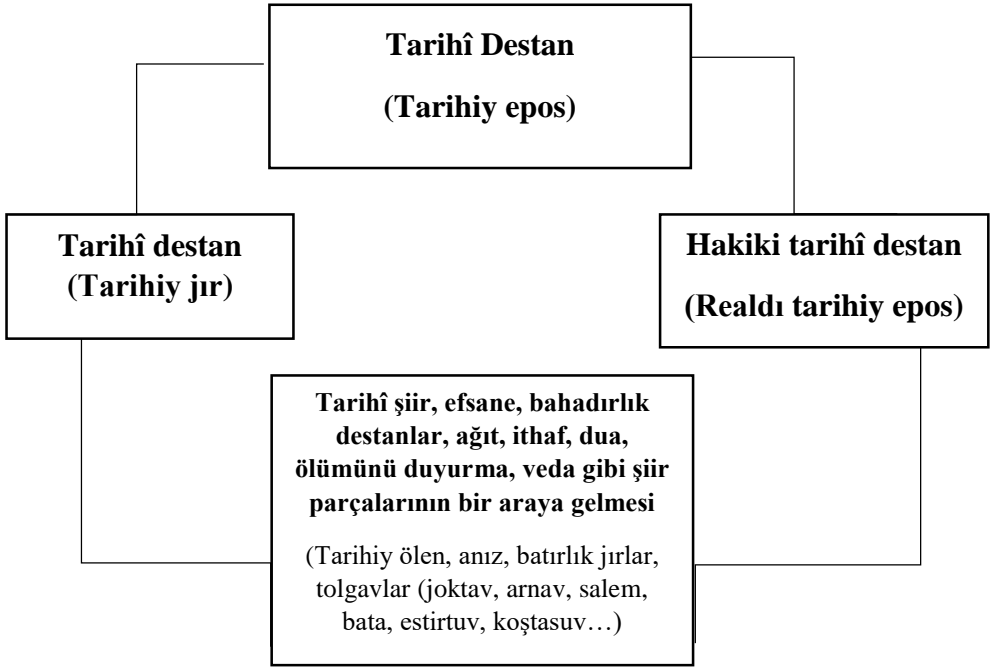 Tarihî Destan
(Tarihiy epos)
Tarihî destan
(Tarihiy jır)
Hakiki tarihî destan
(Realdı tarihiy epos)
Tarihî şiir, efsane, bahadırlık
destanlar, ağıt, ithaf, dua,
ölümünü duyurma, veda gibi şiir
parçalarının bir araya gelmesi
(Tarihiy ölen, anız, batırlık jırlar,
tolgavlar (joktav, arnav, salem,
bata, estirtuv, koştasuv…)